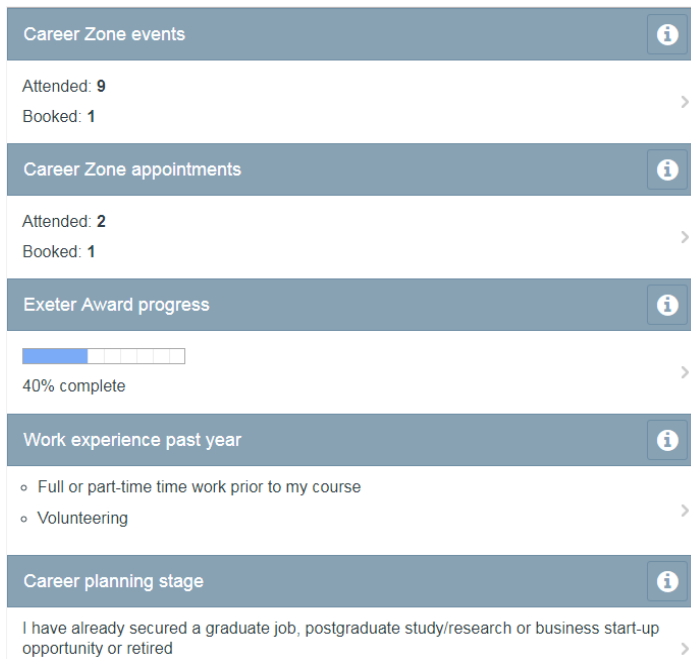 Career Zone events
Attended: 9
Booked: 1
Career Zone appointments
Attended: 2
Booked: 1
Exeter Award progress
40% complete
Work experience past year
Full or part-time time work prior to my course
Volunteering
Career planning stage
I have already secured a graduate job, postgraduate study/research or business start-up
opportunity or retired